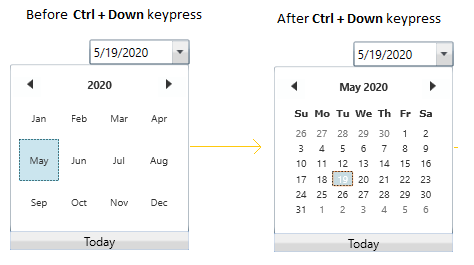 Before Ctrl + Down keypress
5/19/2020
2020
Jan Feb Mar Apr
May Jun Jul Aug
Sep Oct Nov Dec
Today
After Ctrl + Down keypress
5/19/2020
May 2020
Su Mo Tu We Th Fr Sa
26 27 28 29 30 1 2
3 4 5 6 7 8 9
10 11 12 13 14 15 16
17 18 19 20 21 22 23
24 25 26 27 28 29 30
31 1 2 3 4 5 6
Today